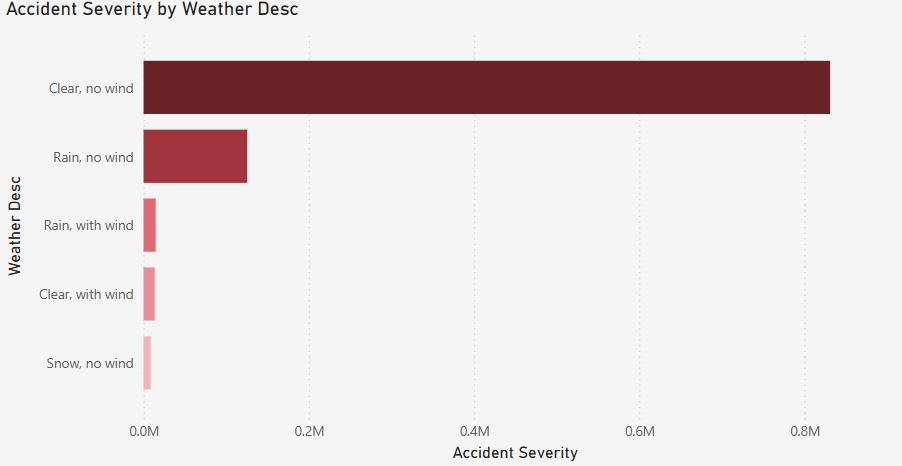 Accident Severity by Weather Desc
Weather Desc
Clear, no wind
Rain, no wind
Rain, with wind
Clear, with wind
Snow, no wind
0.0M 0.2M 0.4M 0.6M 0.8M
Accident Severity